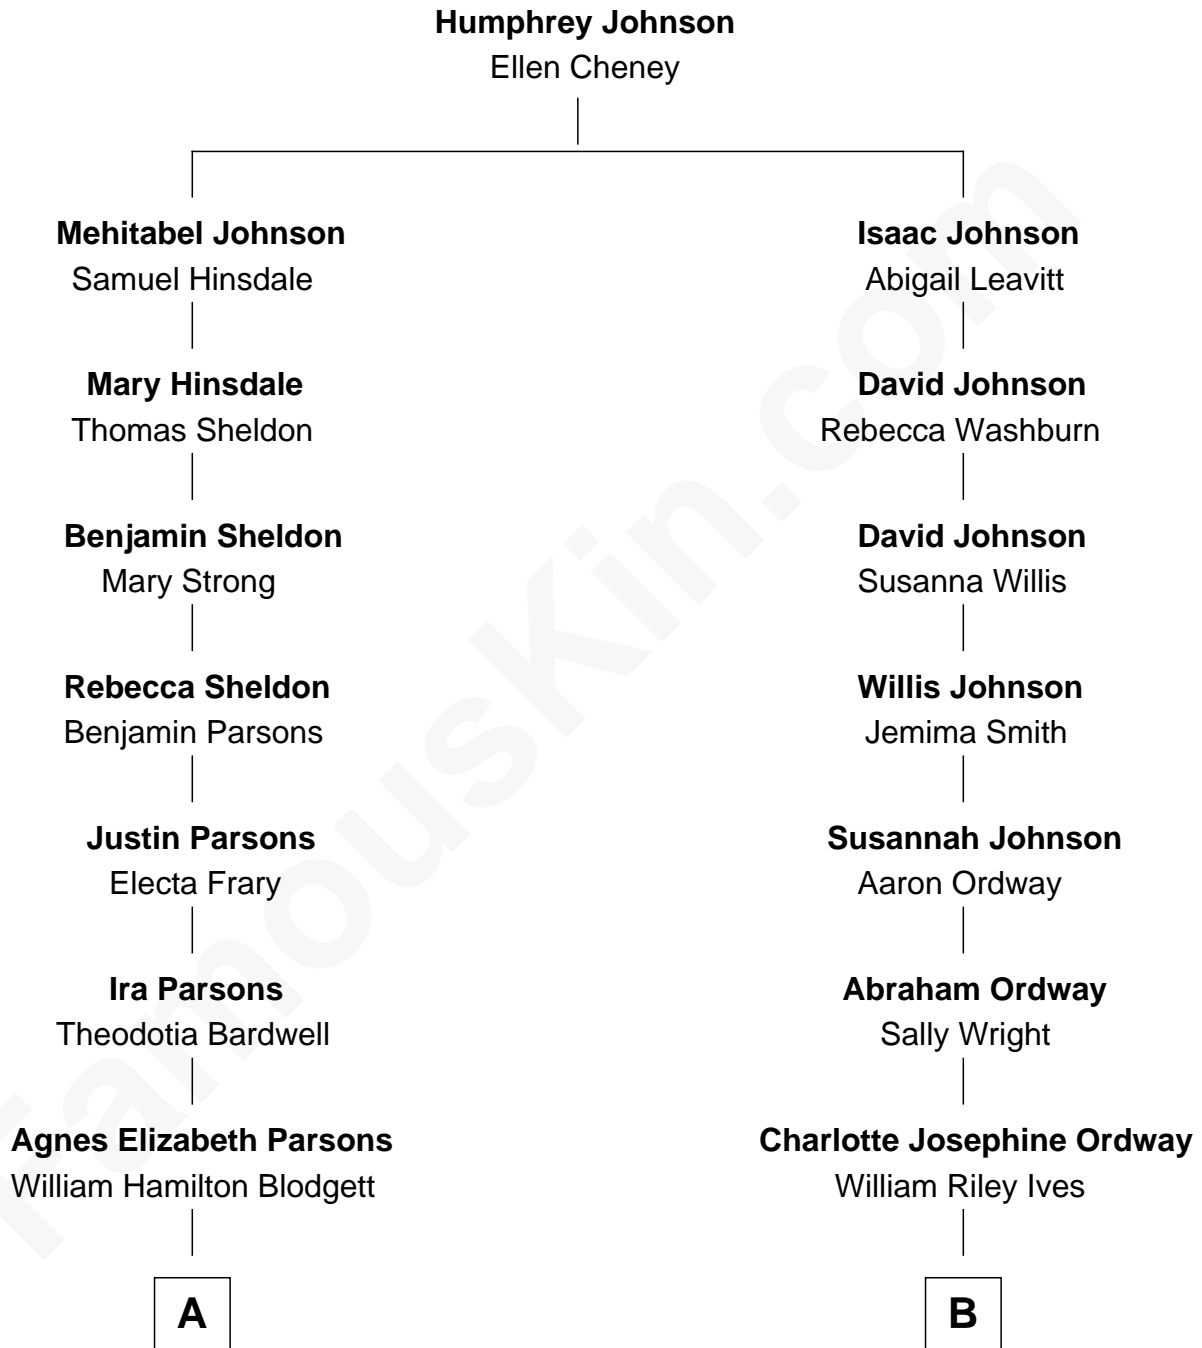 Humphrey Johnson
Ellen Cheney
Mehitabel Johnson
Samuel Hinsdale
Isaac Johnson
Abigail Leavitt
Mary Hinsdale
Thomas Sheldon
David Johnson
Rebecca Washburn
Benjamin Sheldon
Mary Strong
David Johnson
Susanna Willis
Rebecca Sheldon
Benjamin Parsons
Willis Johnson
Jemima Smith
Justin Parsons
Electa Frary
Susannah Johnson
Aaron Ordway
Ira Parsons
Theodotia Bardwell
Abraham Ordway
Sally Wright
Agnes Elizabeth Parsons
William Hamilton Blodgett
Charlotte Josephine Ordway
William Riley Ives
A
B
FamousKin.com